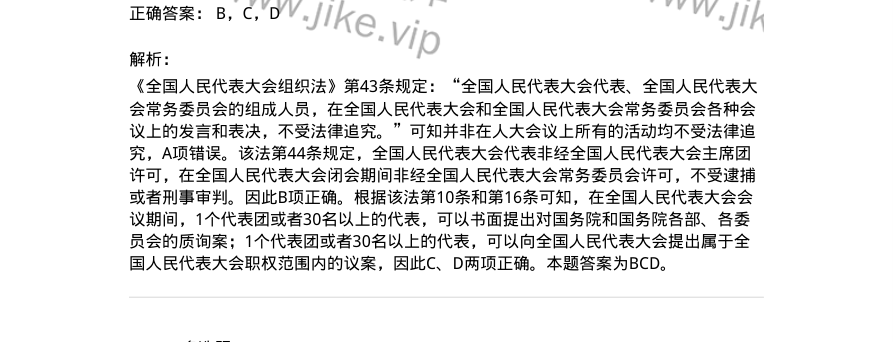 正确答案： B，C，D
www.jike.vip
解析：
《全国人民代表大会组织法》第43条规定：“全国人民代表大会代表、全国人民代表大
会常务委员会的组成人员，在全国人民代表大会和全国人民代表大会常务委员会各种会
议上的发言和表决，不受法律追究。”可知并非在人大会议上所有的活动均不受法律追
究，A项错误。该法第44条规定，全国人民代表大会代表非经全国人民代表大会主席团
许可，在全国人民代表大会闭会期间非经全国人民代表大会常务委员会许可，不受逮捕
或者刑事审判。因此B项正确。根据该法第10条和第16条可知，在全国人民代表大会会
议期间，1个代表团或者30名以上的代表，可以书面提出对国务院和国务院各部、各委
员会的质询案；1个代表团或者30名以上的代表，可以向全国人民代表大会提出属于全
国人民代表大会职权范围内的议案，因此C、D两项正确。本题答案为BCD。